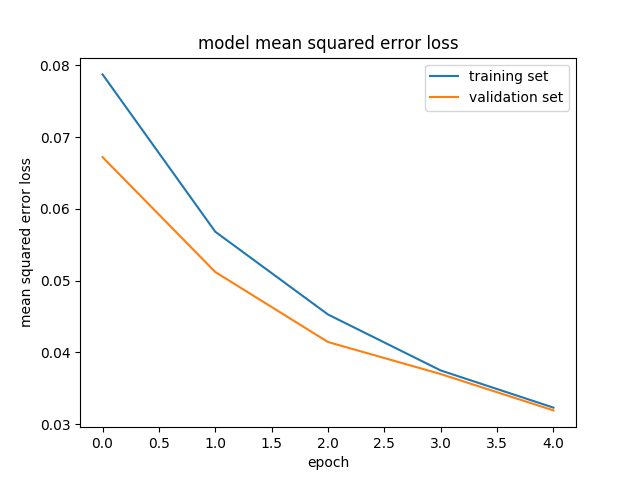 model mean squared error loss
training set
validation set
mean squared error loss
0.08
0.07
0.06
0.05
0.04
0.03
0.0 0.5 1.0 1.5 2.0 2.5 3.0 3.5 4.0
epoch